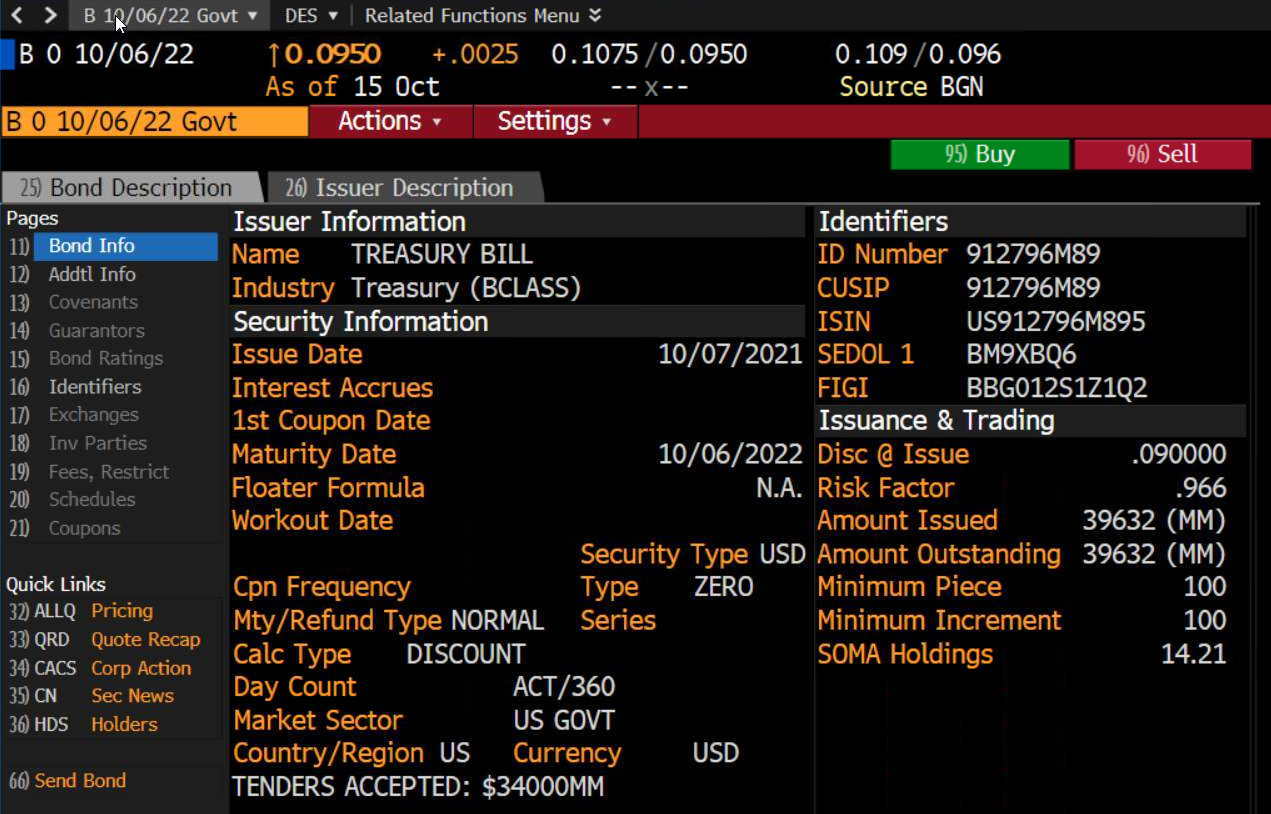 B 10/06/22 Govt DES Related Functions Menu
B 0 10/06/22 ↑0.0950 +.0025 0.1075/0.0950 0.109/0.096
As of 15 Oct --x-- Source BGN
B 0 10/06/22 Govt Actions Settings
95) Buy 96) Sell
25) Bond Description 26) Issuer Description
Pages
11) Bond Info
12) Addtl Info
13) Covenants
14) Guarantors
15) Bond Ratings
16) Identifiers
17) Exchanges
18) Inv Parties
19) Fees, Restrict
20) Schedules
21) Coupons
Quick Links
32) ALLQ Pricing
33) QRD Quote Recap
34) CACS Corp Action
35) CN Sec News
36) HDS Holders
66) Send Bond
Issuer Information
Name TREASURY BILL
Industry Treasury (BCLASS)
Security Information
Issue Date 10/07/2021
Interest Accrues
1st Coupon Date
Maturity Date 10/06/2022
Floater Formula N.A.
Workout Date
Security Type USD
Cpn Frequency Type ZERO
Mty/Refund Type NORMAL Series
Calc Type DISCOUNT
Day Count ACT/360
Market Sector US GOVT
Country/Region US Currency USD
TENDERS ACCEPTED: $34000MM
Identifiers
ID Number 912796M89
CUSIP 912796M89
ISIN US912796M895
SEDOL 1 BM9XBQ6
FIGI BBG012S1Z1Q2
Issuance & Trading
Disc @ Issue .090000
Risk Factor .966
Amount Issued 39632 (MM)
Amount Outstanding 39632 (MM)
Minimum Piece 100
Minimum Increment 100
SOMA Holdings 14.21